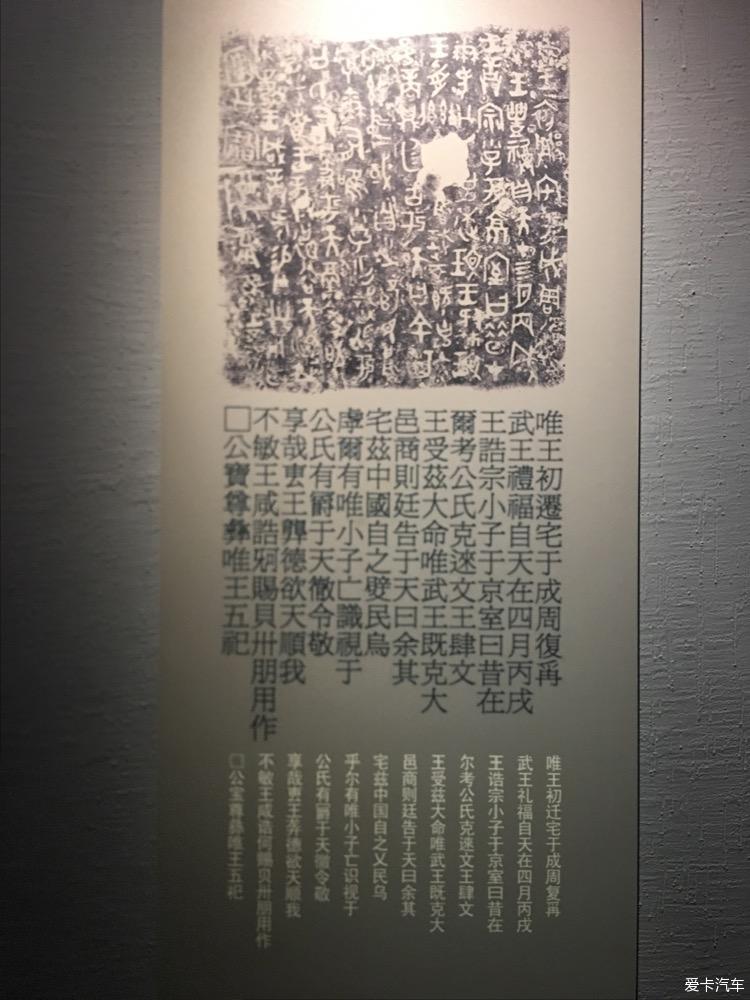 唯王初遷宅于成周復爯
武王禮福自天在四月丙戌
王誥宗小子于京室曰昔在
爾考公氏克逨文王肆文
王受茲大命唯武王既克大
邑商則廷告于天曰余其
宅茲中國自之嬖民烏
虖爾有唯小子亡識視于
公氏有爵于天徹令敬
享哉叀王龏德欲天順我
不敏王咸誥賜貝卅朋用作
□公寶尊彝唯王五祀
唯王初迁宅于成周复爯
武王礼福自天在四月丙戌
王诰宗小子于京室曰昔在
尔考公氏克逨文王肆文
王受兹大命唯武王既克大
邑商则廷告于天曰余其
宅兹中国自之乂民乌
乎尔有唯小子亡识视于
公氏有爵于天彻令敬
享哉叀王龚德欲天顺我
不敏王咸诰何赐贝卅朋用作
□公宝尊彝唯王五祀
爱卡汽车